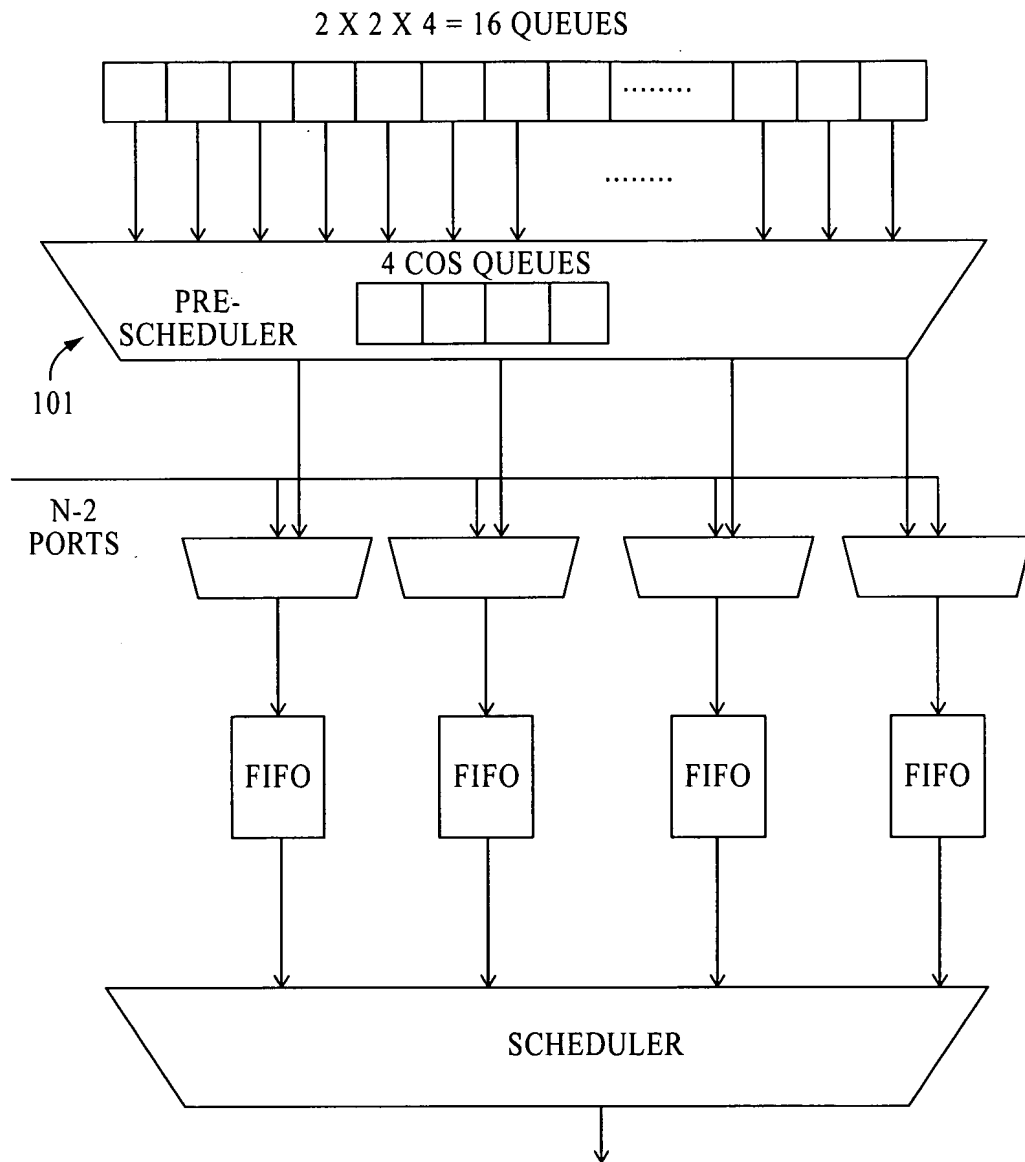 2 X 2 X 4 = 16 QUEUES
........
........
4 COS QUEUES
PRE-
SCHEDULER
101
N-2
PORTS
FIFO
FIFO
FIFO
FIFO
SCHEDULER